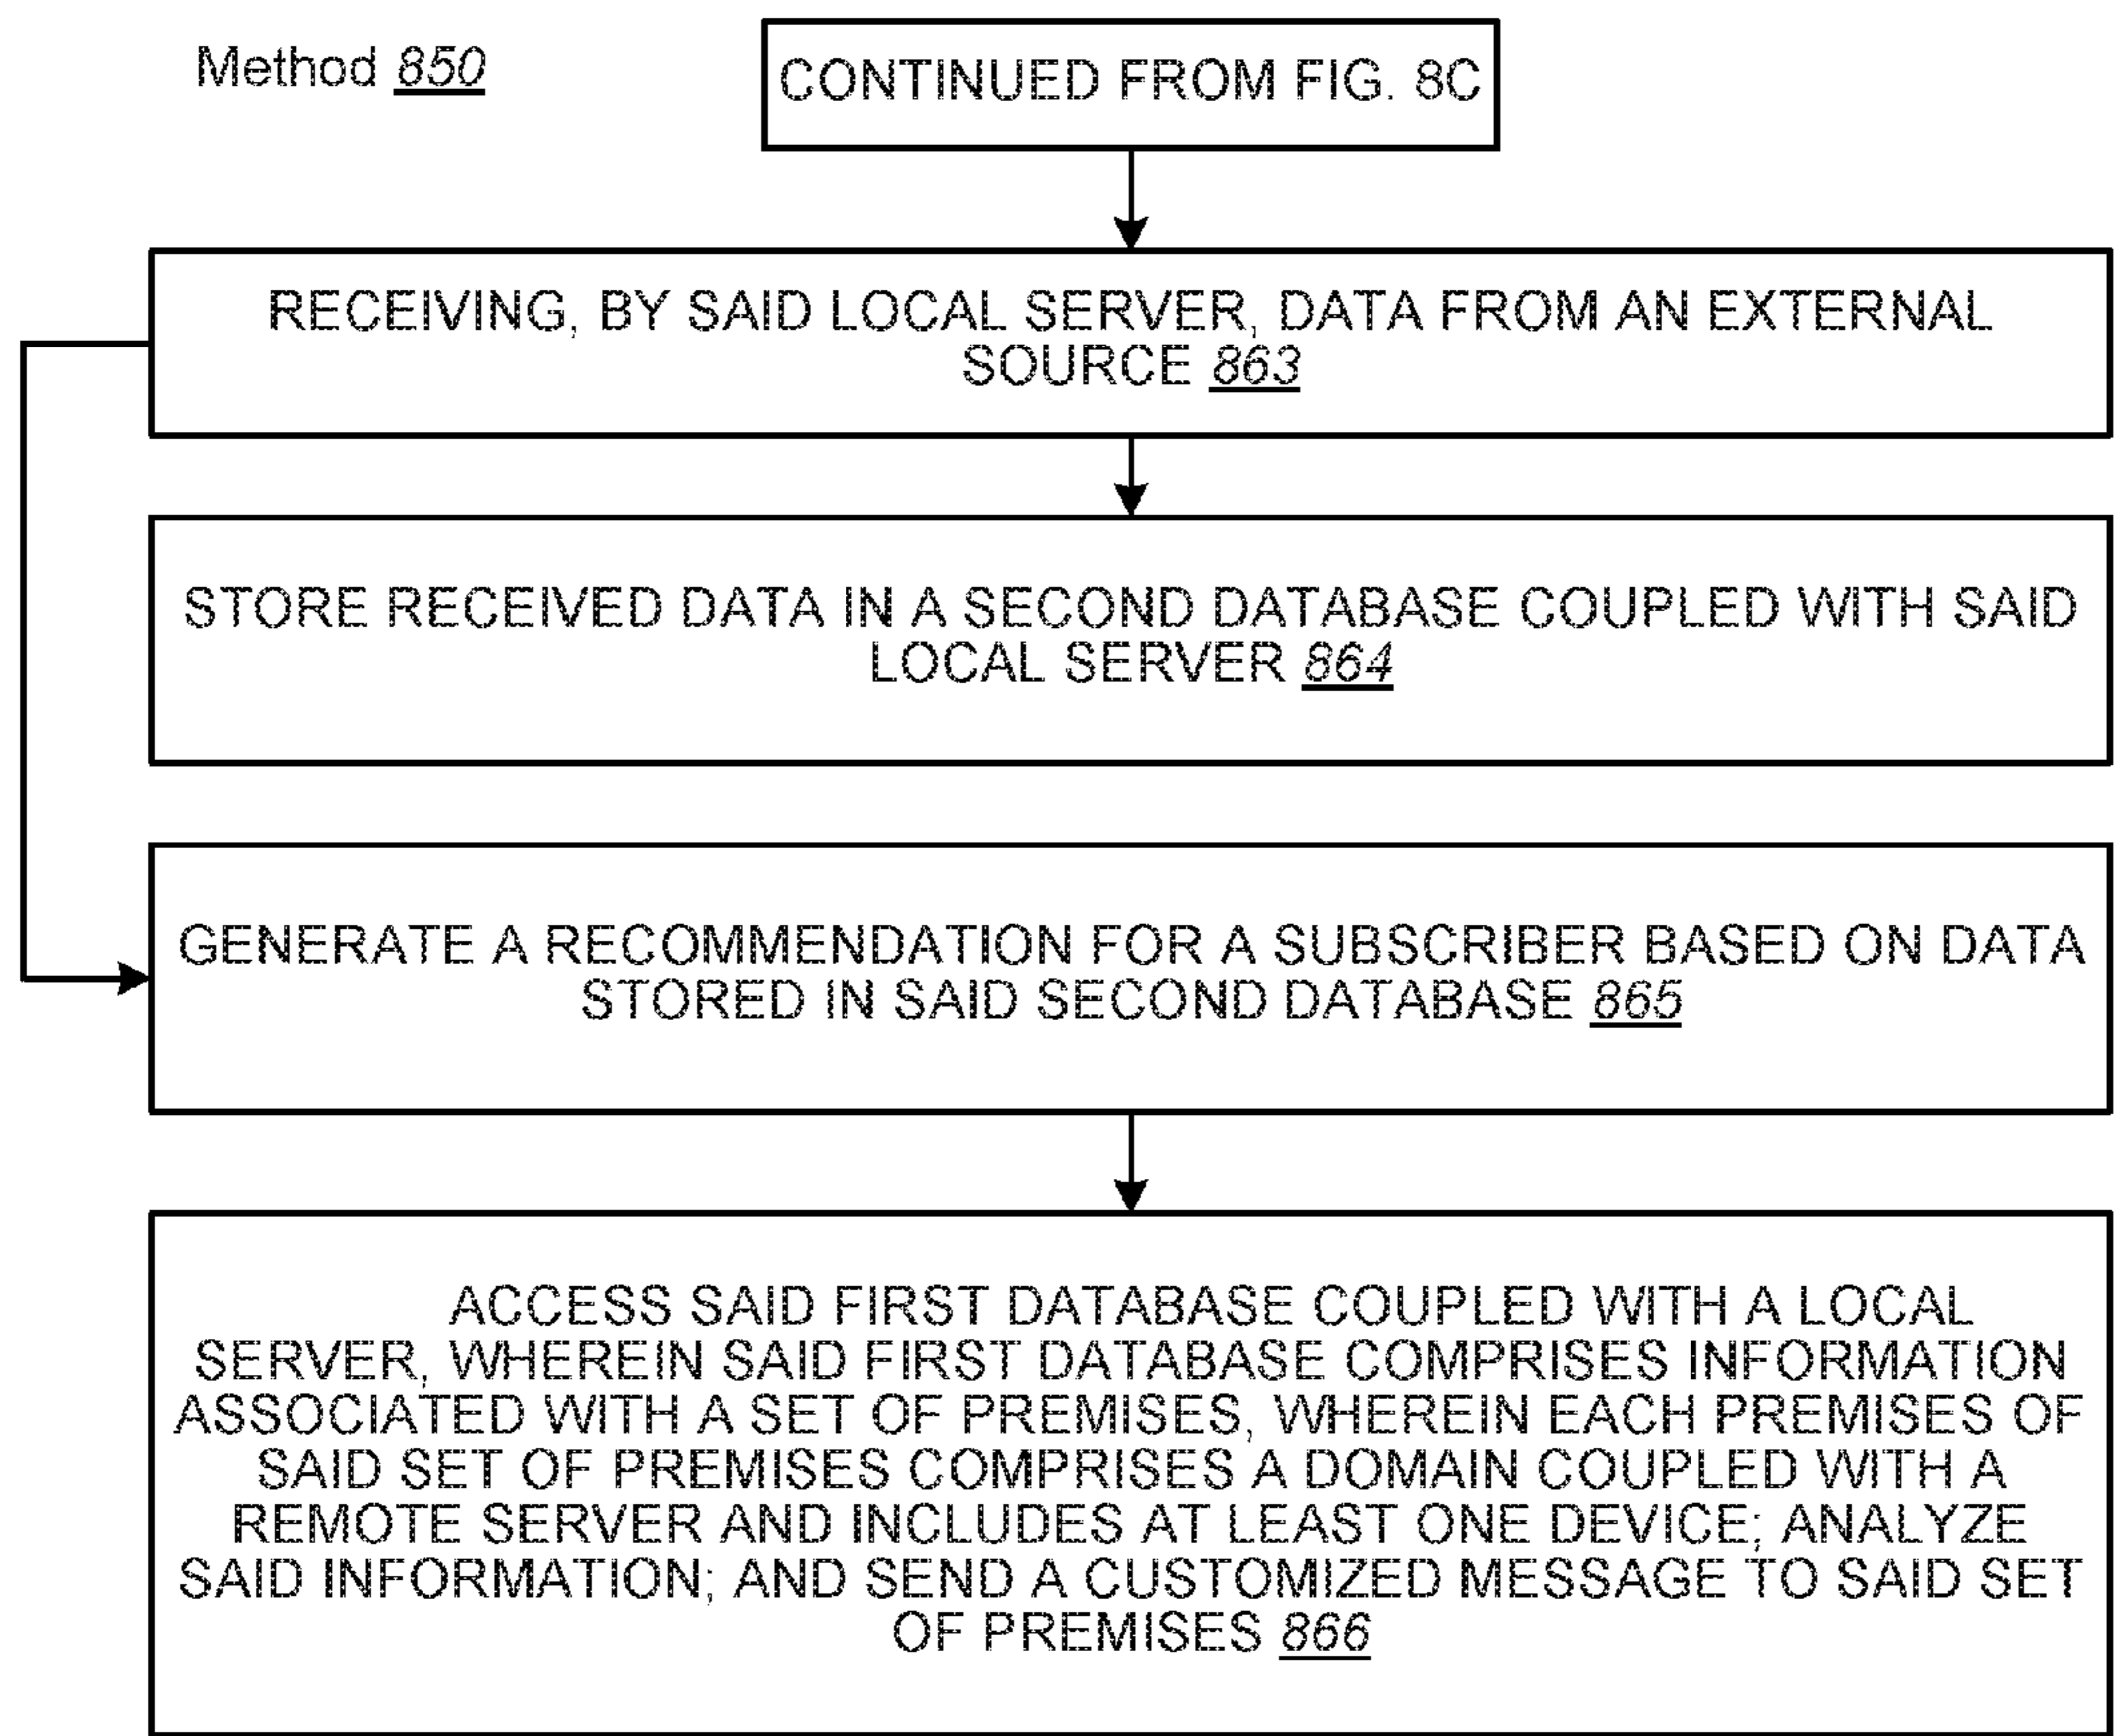 Method 850
CONTINUED FROM FIG. 8C
RECEIVING, BY SAID LOCAL SERVER, DATA FROM AN EXTERNAL
SOURCE 863
STORE RECEIVED DATA IN A SECOND DATABASE COUPLED WITH SAID
LOCAL SERVER 864
GENERATE A RECOMMENDATION FOR A SUBSCRIBER BASED ON DATA
STORED IN SAID SECOND DATABASE 865
ACCESS SAID FIRST DATABASE COUPLED WITH A LOCAL
SERVER, WHEREIN SAID FIRST DATABASE COMPRISES INFORMATION
ASSOCIATED WITH A SET OF PREMISES, WHEREIN EACH PREMISES OF
SAID SET OF PREMISES COMPRISES A DOMAIN COUPLED WITH A
REMOTE SERVER AND INCLUDES AT LEAST ONE DEVICE; ANALYZE
SAID INFORMATION; AND SEND A CUSTOMIZED MESSAGE TO SAID SET
OF PREMISES 866